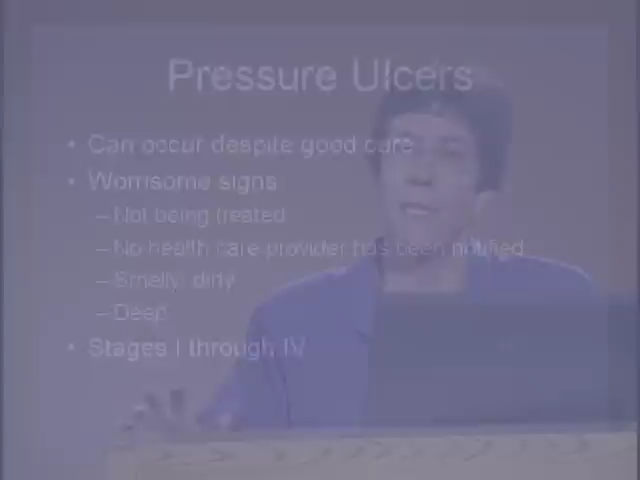 Pressure Ulcers
• Can occur despite good care
• Worrisome signs
– Not being treated
– No health care provider has been notified
– Smelly, dirty
– Deep
• Stages I through IV